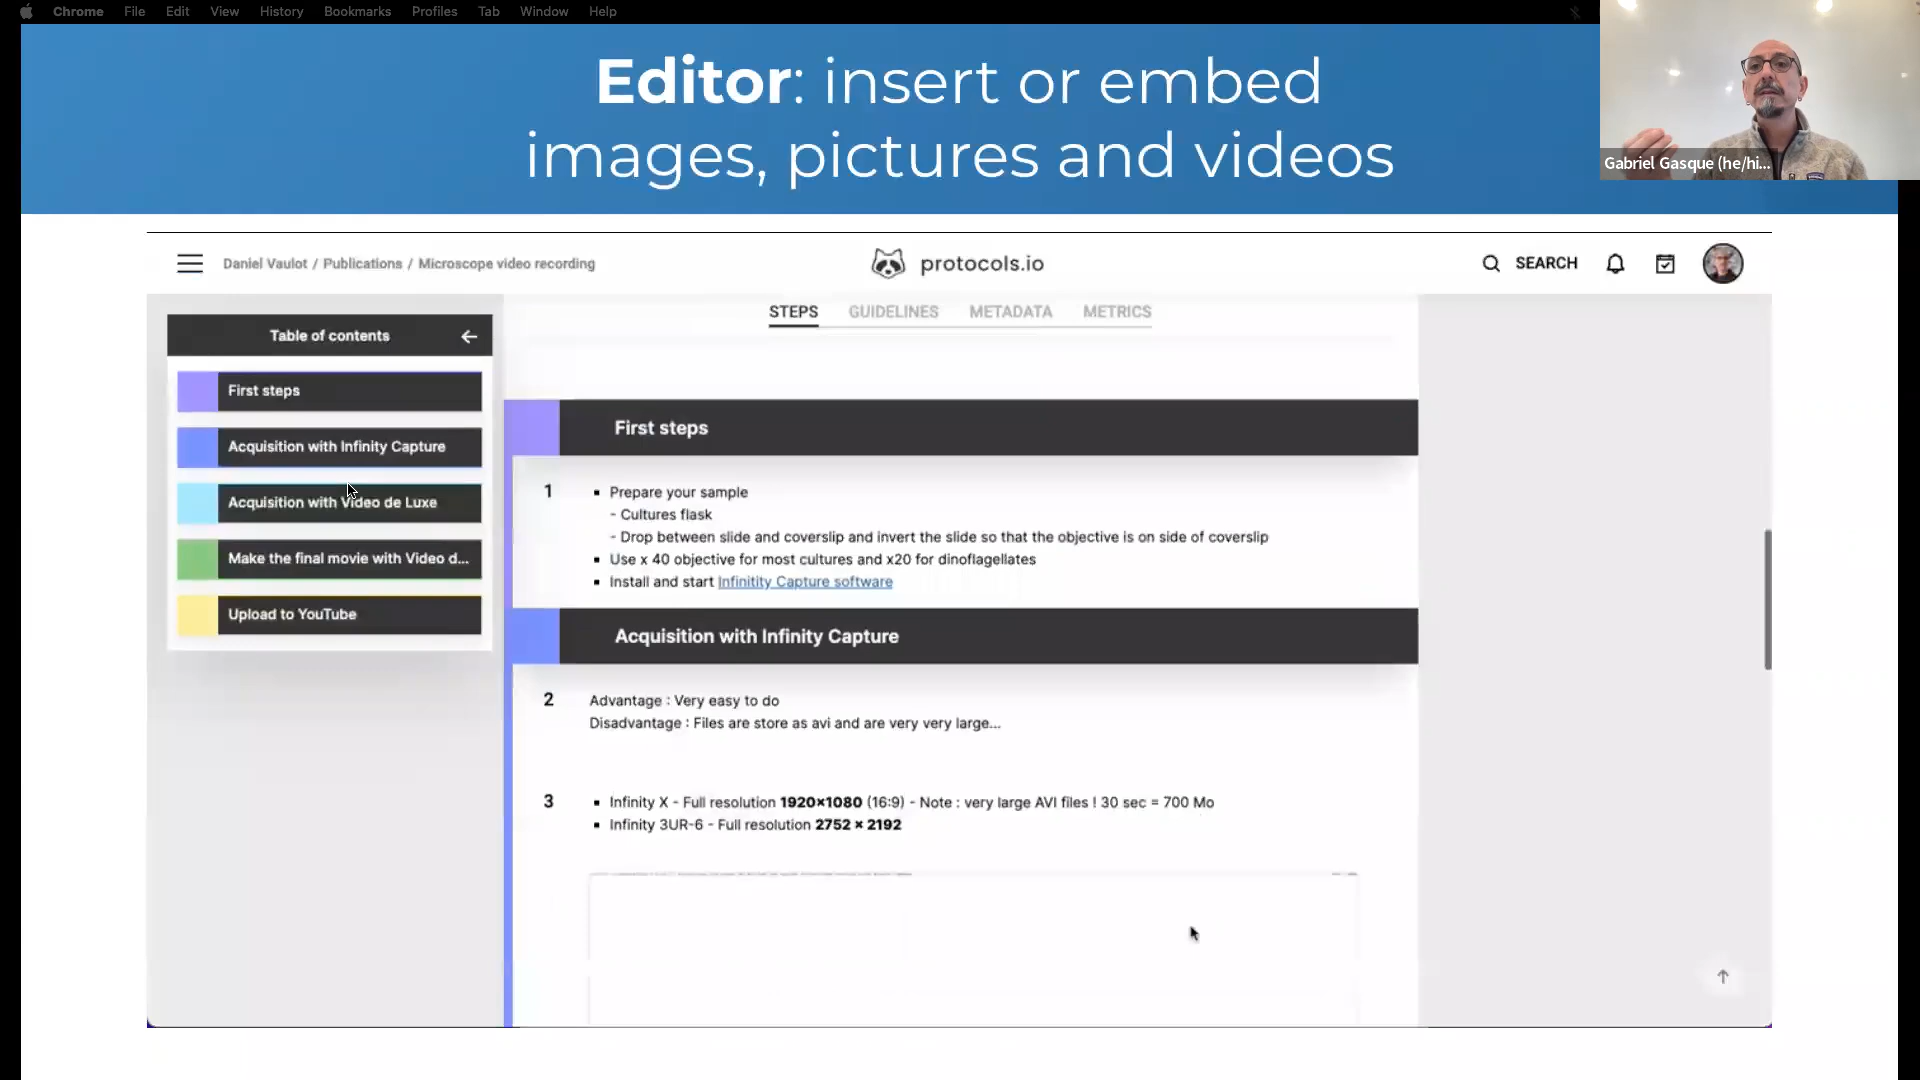 Chrome File Edit View History Bookmarks Profiles Tab Window Help
Editor: insert or embed
images, pictures and videos
Gabriel Gasque (he/hi...
Daniel Vaulot / Publications / Microscope video recording
protocols.io
SEARCH
STEPS GUIDELINES METADATA METRICS
Table of contents
First steps
Acquisition with Infinity Capture
Acquisition with Video de Luxe
Make the final movie with Video d...
Upload to YouTube
First steps
1
▪ Prepare your sample
- Cultures flask
- Drop between slide and coverslip and invert the slide so that the objective is on side of coverslip
▪ Use x 40 objective for most cultures and x20 for dinoflagellates
▪ Install and start Infinitity Capture software
Acquisition with Infinity Capture
2
Advantage : Very easy to do
Disadvantage : Files are store as avi and are very very large...
3
▪ Infinity X - Full resolution 1920×1080 (16:9) - Note : very large AVI files ! 30 sec = 700 Mo
▪ Infinity 3UR-6 - Full resolution 2752 × 2192